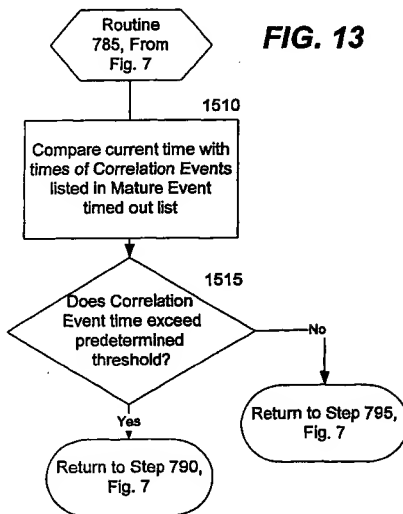 Routine
785, From
Fig. 7
FIG. 13
1510
Compare current time with
times of Correlation Events
listed in Mature Event
timed out list
1515
Does Correlation
Event time exceed
predetermined
threshold?
No
Return to Step 795,
Fig. 7
Yes
Return to Step 790,
Fig. 7